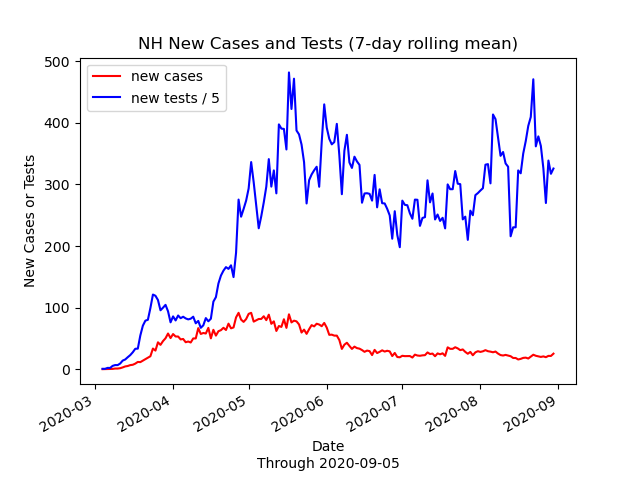 NH New Cases and Tests (7-day rolling mean)
new cases
new tests / 5
New Cases or Tests
500
400
300
200
100
0
2020-03
2020-04
2020-05
2020-06
2020-07
2020-08
2020-09
Date
Through 2020-09-05